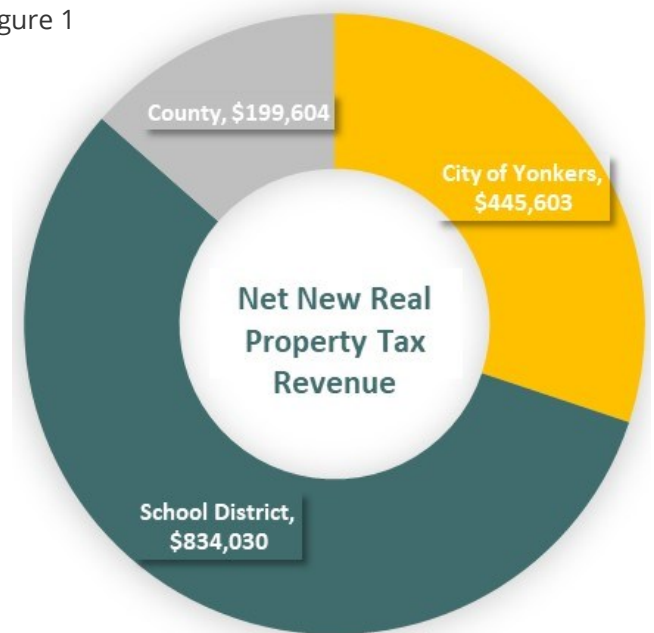 gure 1
County, $199,604
City of Yonkers,
$445,603
Net New Real
Property Tax
Revenue
School District,
$834,030